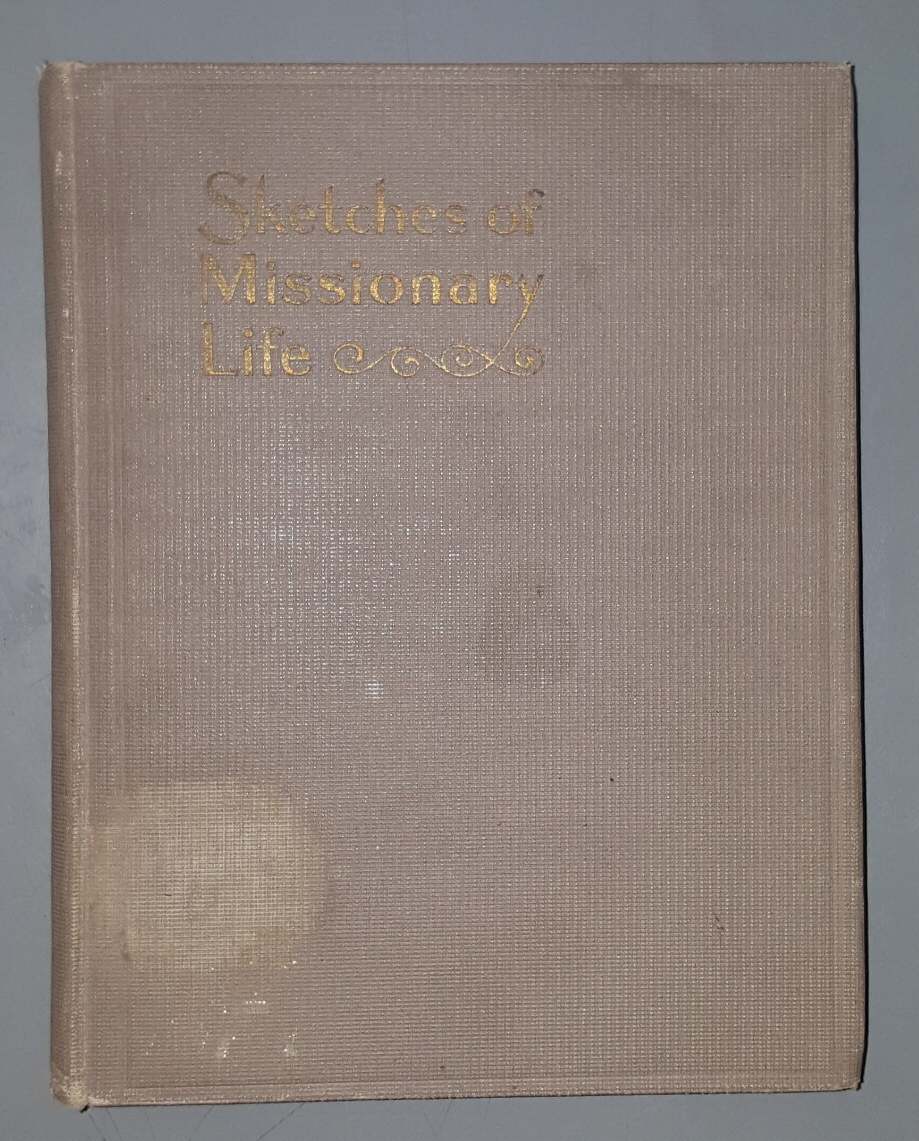 Sketches of
Missionary
Life